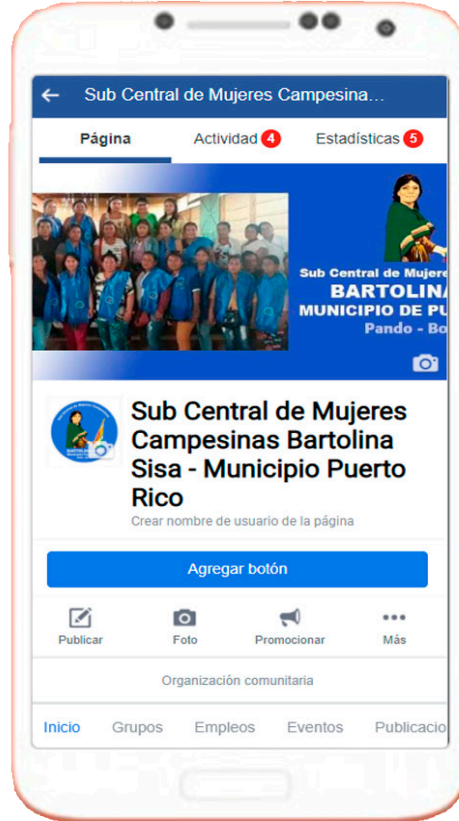 Sub Central de Mujeres Campesina...
Página Actividad 4 Estadísticas 5
Sub Central de Mujere
BARTOLIN
MUNICIPIO DE PU
Pando - Bo
Sub Central de Mujeres
Campesinas Bartolina
Sisa - Municipio Puerto
Rico
Crear nombre de usuario de la página
Agregar botón
Publicar Foto Promocionar Más
Organización comunitaria
Inicio Grupos Empleos Eventos Publicacio